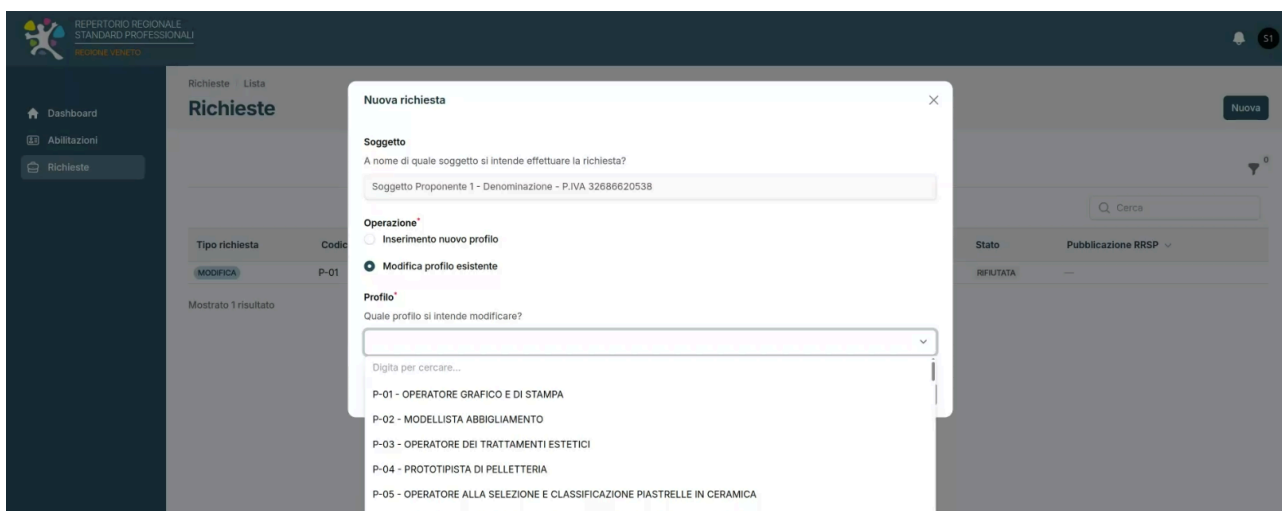 REPERTORIO REGIONALE
STANDARD PROFESSIONALI
REGIONE VENETO
S1
Dashboard
Abilitazioni
Richieste
Richieste Lista
Richieste
Nuova
0
Cerca
Tipo richiesta Codic Stato Pubblicazione RRSP
MODIFICA P-01 RIFIUTATA —
Mostrato 1 risultato
Nuova richiesta
Soggetto
A nome di quale soggetto si intende effettuare la richiesta?
Soggetto Proponente 1 - Denominazione - P.IVA 32686620538
Operazione*
Inserimento nuovo profilo
Modifica profilo esistente
Profilo*
Quale profilo si intende modificare?
Digita per cercare...
P-01 - OPERATORE GRAFICO E DI STAMPA
P-02 - MODELLISTA ABBIGLIAMENTO
P-03 - OPERATORE DEI TRATTAMENTI ESTETICI
P-04 - PROTOTIPISTA DI PELLETTERIA
P-05 - OPERATORE ALLA SELEZIONE E CLASSIFICAZIONE PIASTRELLE IN CERAMICA